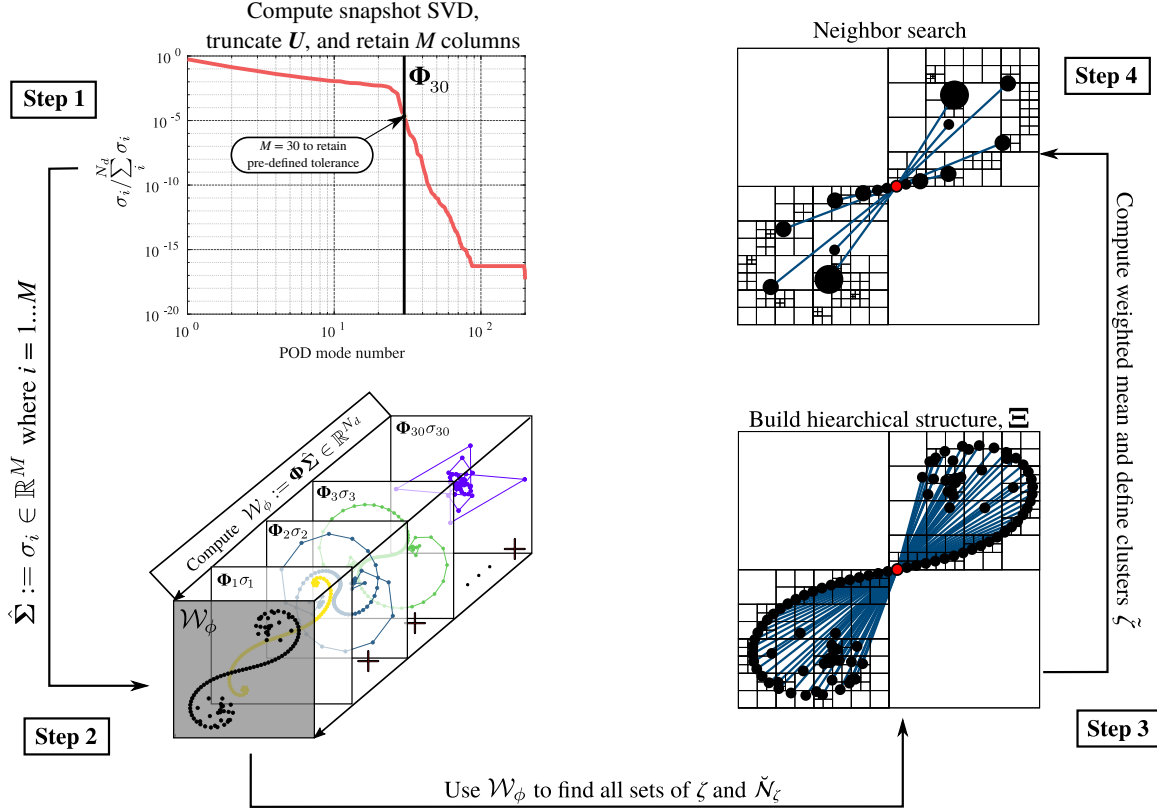 Compute snapshot SVD,
truncate U, and retain M columns
Step 1
10^0
10^-5
10^-10
10^-15
10^-20
σ_i/∑_i^{N_d} σ_i
Φ_30
M = 30 to retain
pre-defined tolerance
10^0
10^1
10^2
POD mode number
Σ̂ := σ_i ∈ ℝ^M where i = 1...M
Step 2
Compute 𝒲_ϕ := ΦΣ̂ ∈ ℝ^{N_d}
Φ_30σ_30
Φ_3σ_3
Φ_2σ_2
Φ_1σ_1
𝒲_ϕ
Use 𝒲_ϕ to find all sets of ζ and 𝒩̆_ζ
Step 3
Build hiearchical structure, Ξ
Compute weighted mean and define clusters ζ̃
Step 4
Neighbor search